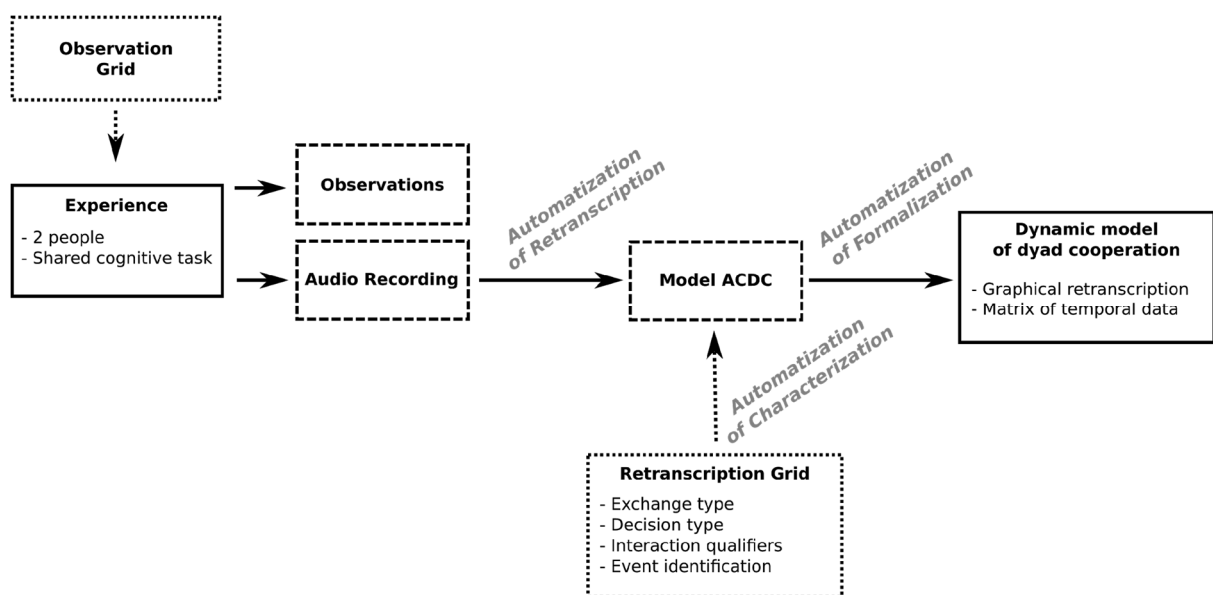 Observation
Grid
Experience
- 2 people
- Shared cognitive task
Observations
Audio Recording
Automatization
of Retranscription
Model ACDC
Automatization
of Formalization
Dynamic model
of dyad cooperation
- Graphical retranscription
- Matrix of temporal data
Automatization
of Characterization
Retranscription Grid
- Exchange type
- Decision type
- Interaction qualifiers
- Event identification